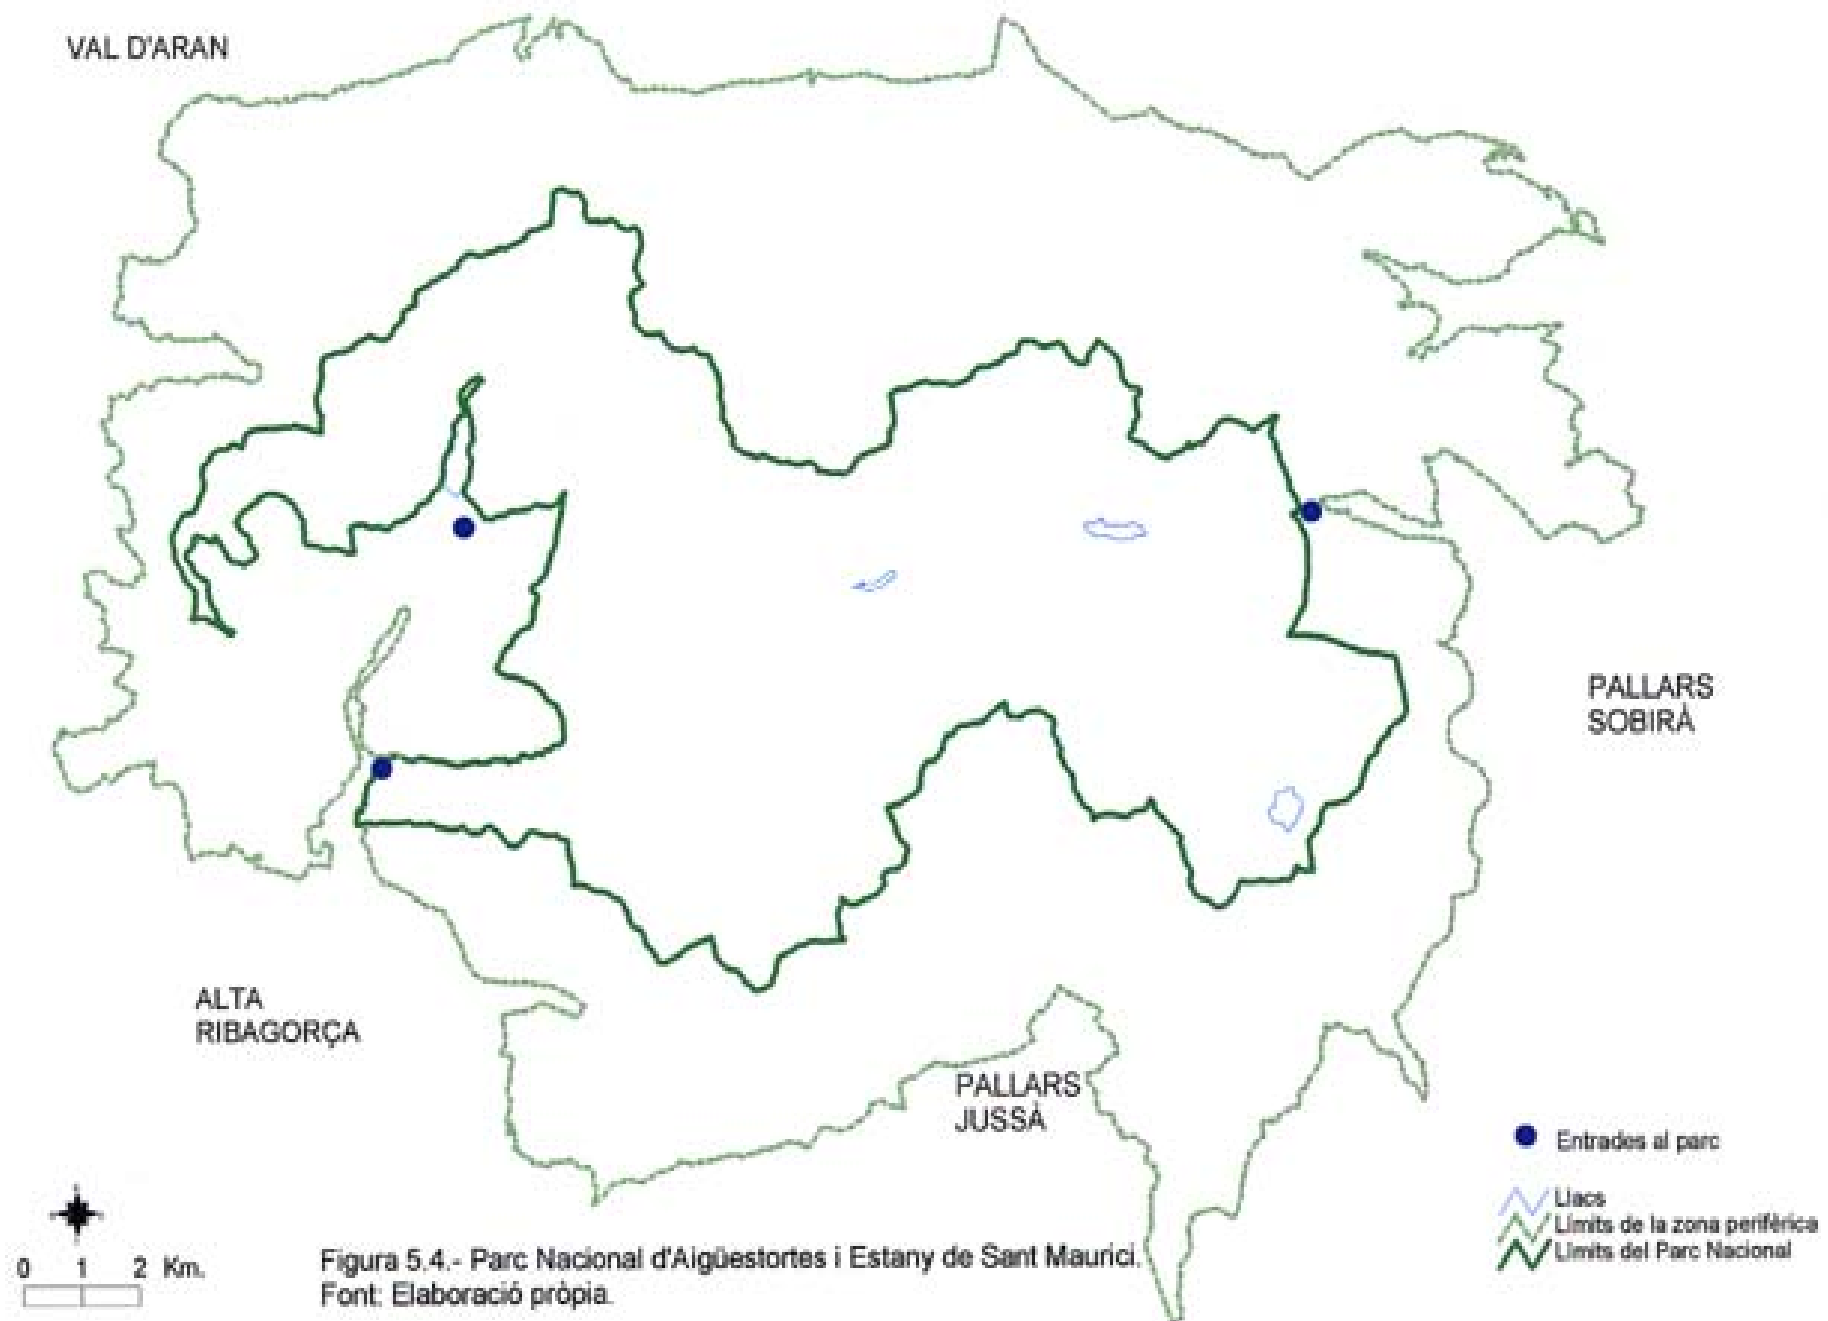 VAL D'ARAN
PALLARS
SOBIRÀ
ALTA
RIBAGORÇA
PALLARS
JUSSÀ
Entrades al parc
Llacs
Límits de la zona perifèrica
Límits del Parc Nacional
0 1 2 Km.
Figura 5.4.- Parc Nacional d'Aigüestortes i Estany de Sant Maurici.
Font: Elaboració pròpia.